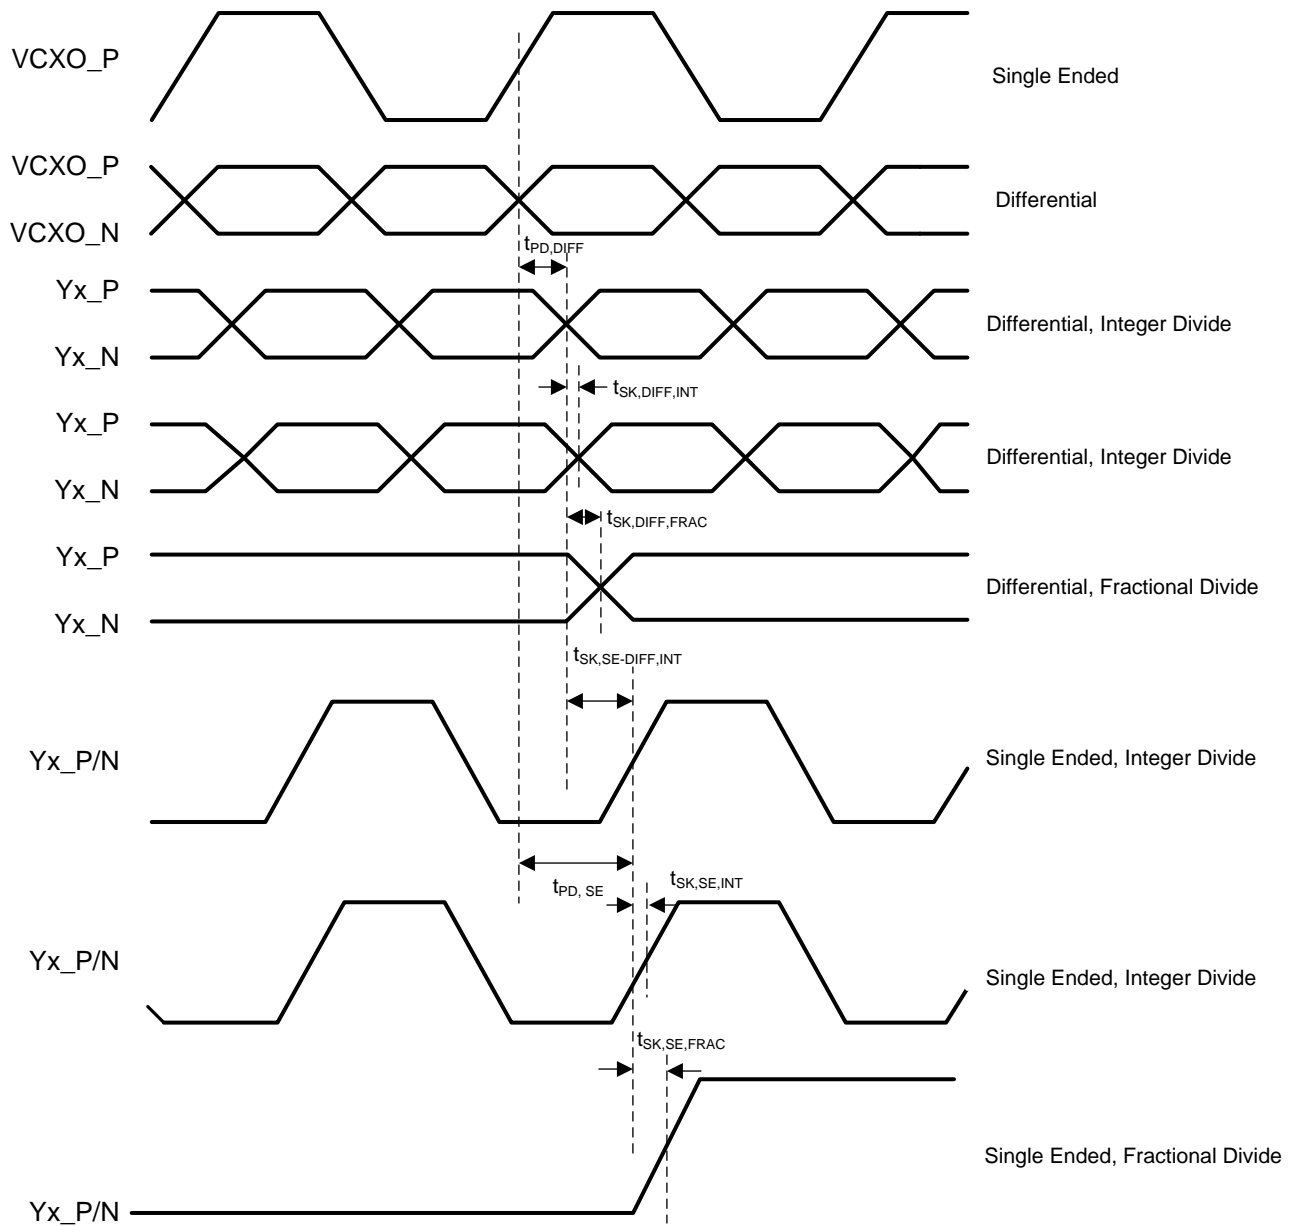 VCXO_P
Single Ended
VCXO_P
VCXO_N
Differential
tPD,DIFF
Yx_P
Yx_N
Differential, Integer Divide
tSK,DIFF,INT
Yx_P
Yx_N
Differential, Integer Divide
tSK,DIFF,FRAC
Yx_P
Yx_N
Differential, Fractional Divide
tSK,SE-DIFF,INT
Yx_P/N
Single Ended, Integer Divide
tPD, SE
tSK,SE,INT
Yx_P/N
Single Ended, Integer Divide
tSK,SE,FRAC
Single Ended, Fractional Divide
Yx_P/N